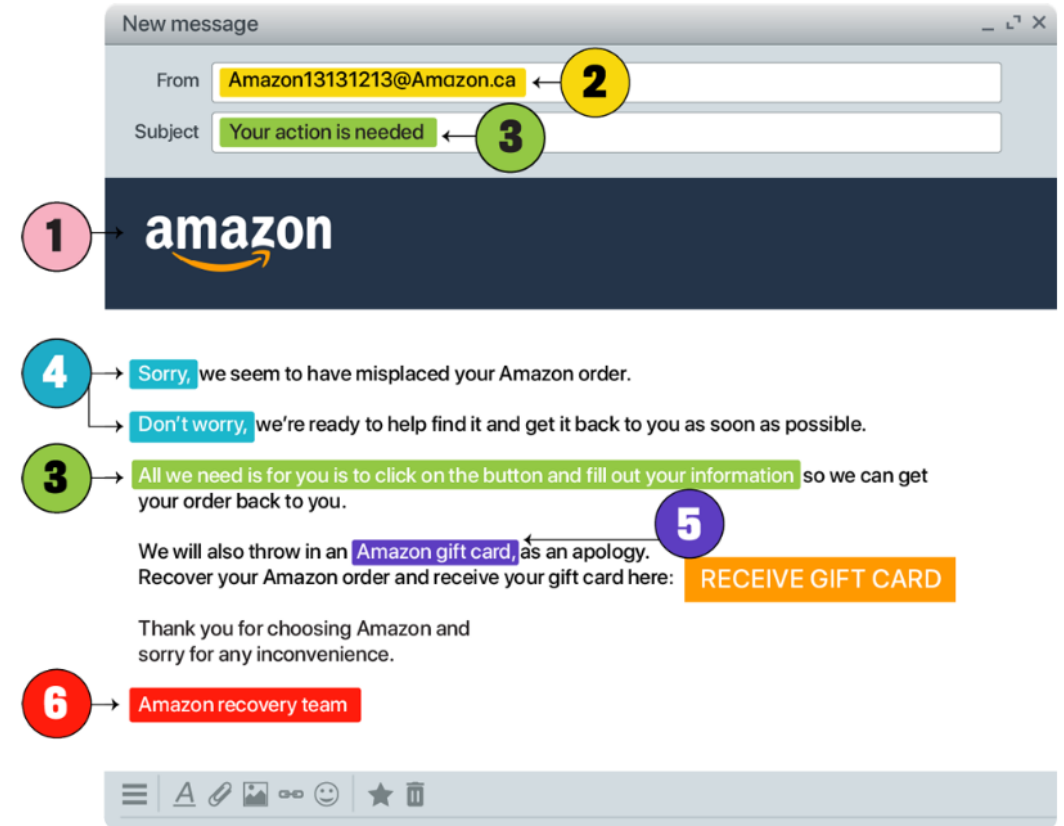 New message
From Amazon13131213@Amazon.ca 2
Subject Your action is needed 3
1 amazon
4 Sorry, we seem to have misplaced your Amazon order.
Don't worry, we're ready to help find it and get it back to you as soon as possible.
3 All we need is for you is to click on the button and fill out your information so we can get
your order back to you.
5
We will also throw in an Amazon gift card, as an apology.
Recover your Amazon order and receive your gift card here: RECEIVE GIFT CARD
Thank you for choosing Amazon and
sorry for any inconvenience.
6 Amazon recovery team
A